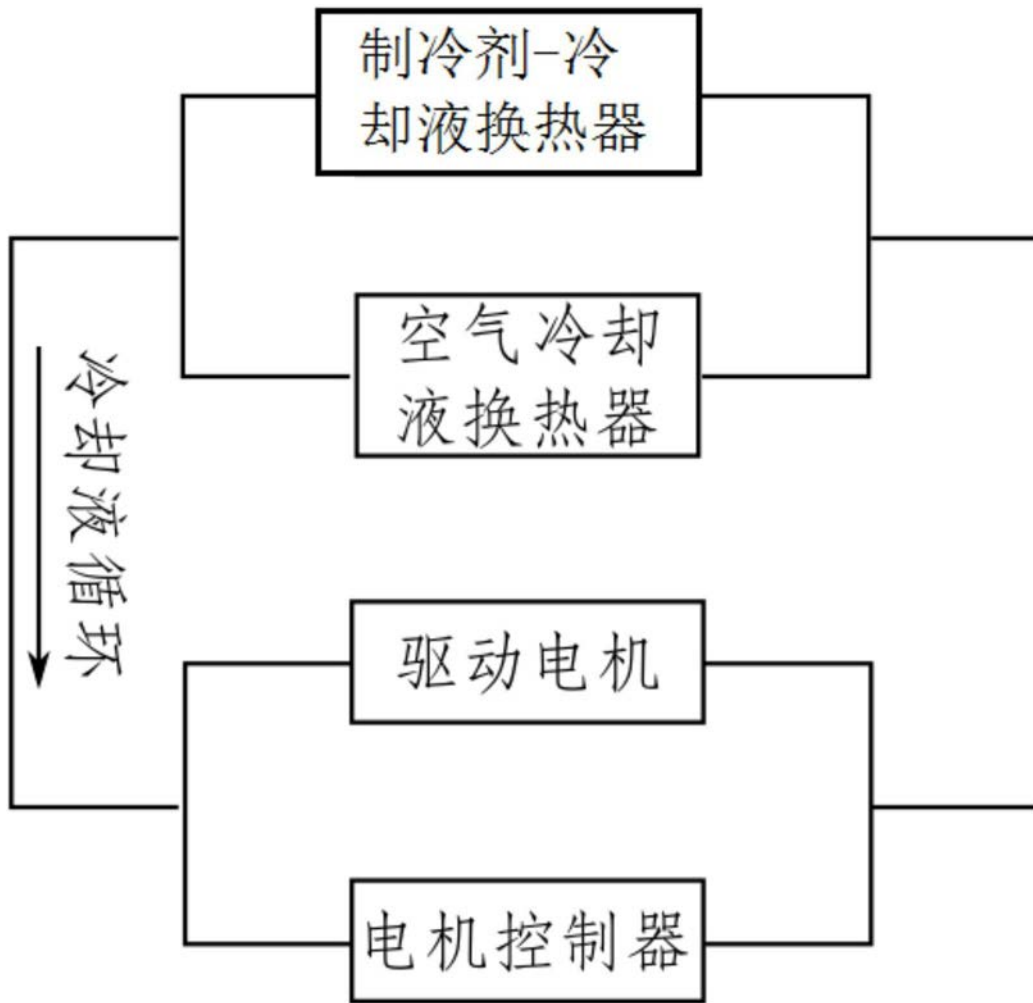 制冷剂-冷
却液换热器
空气冷却
液换热器
冷却液循环
驱动电机
电机控制器